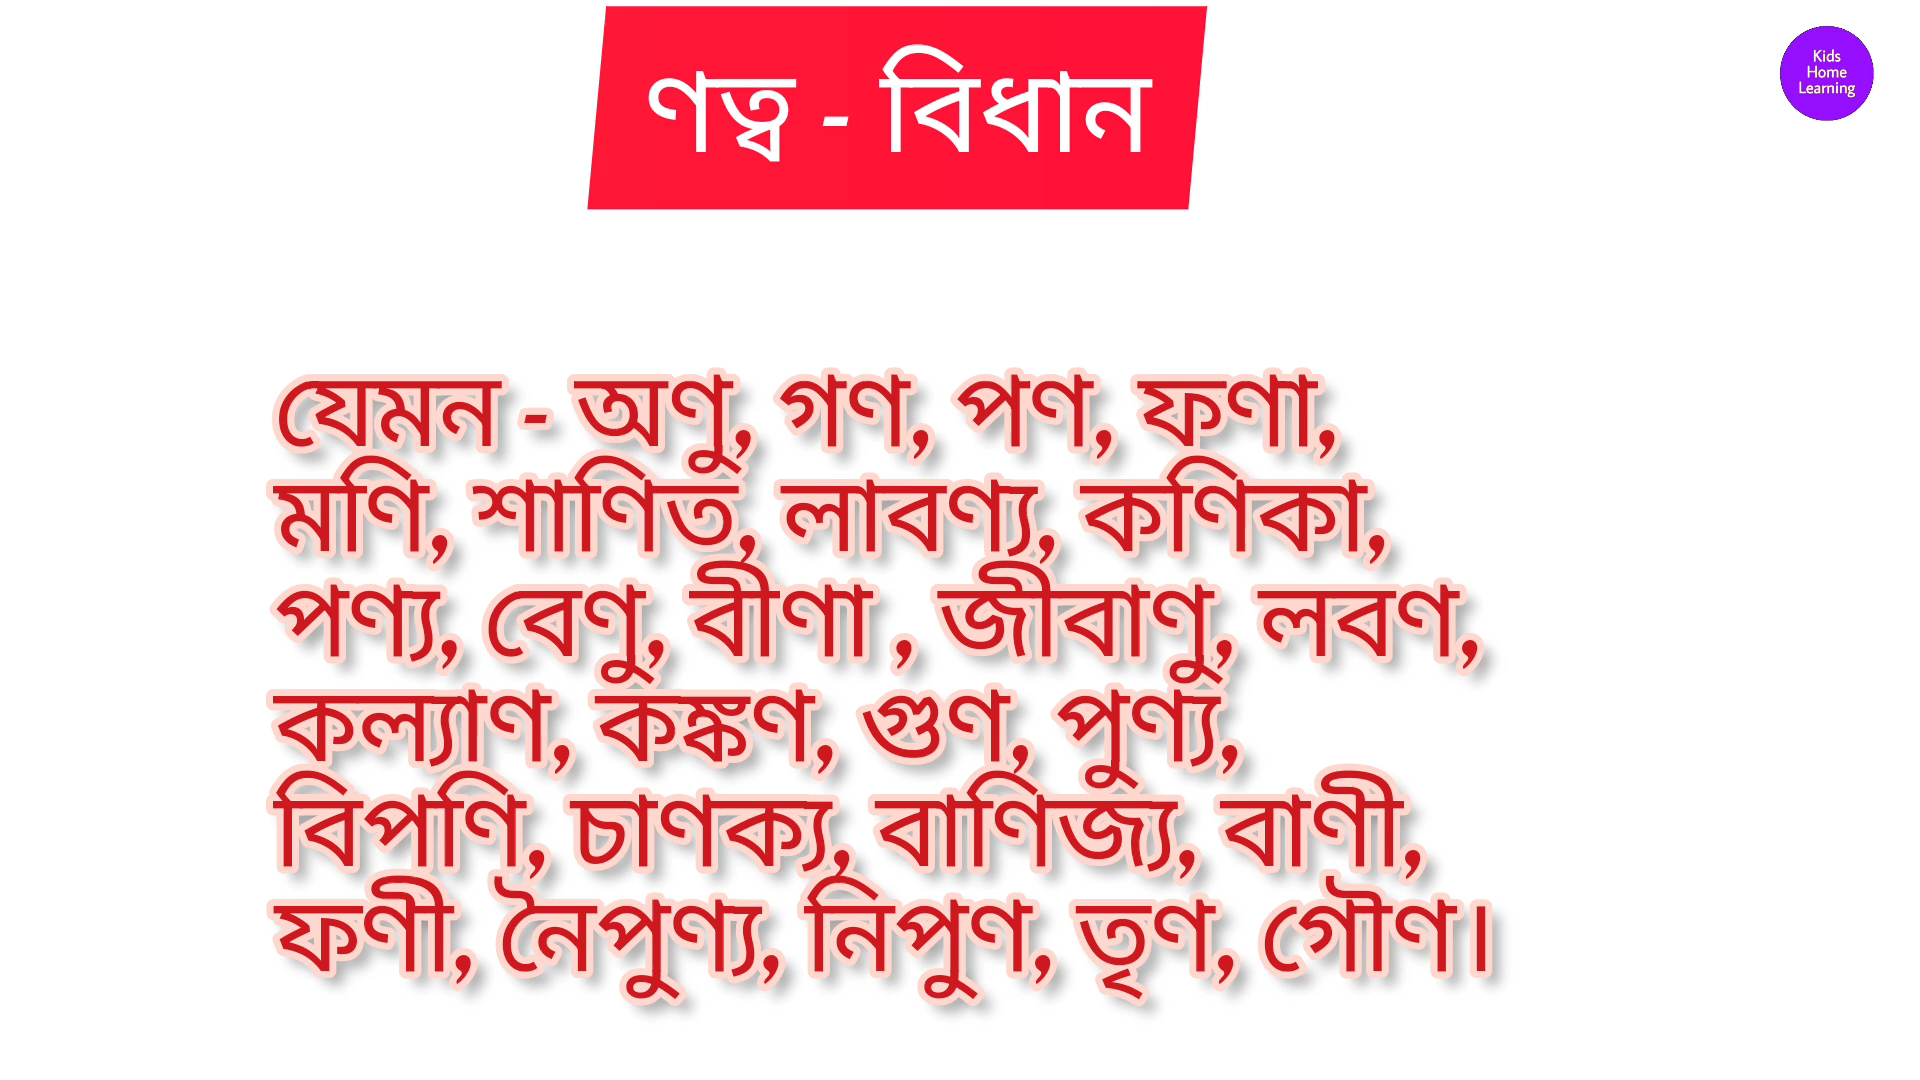 ণত্ব - বিধান
Kids
Home
Learning
যেমন - অণু, গণ, পণ, ফণা,
মণি, শাণিত, লাবণ্য, কণিকা,
পণ্য, বেণু, বীণা , জীবাণু, লবণ,
কল্যাণ, কঙ্কণ, গুণ, পুণ্য,
বিপণি, চাণক্য, বাণিজ্য, বাণী,
ফণী, নৈপুণ্য, নিপুণ, তৃণ, গৌণ।